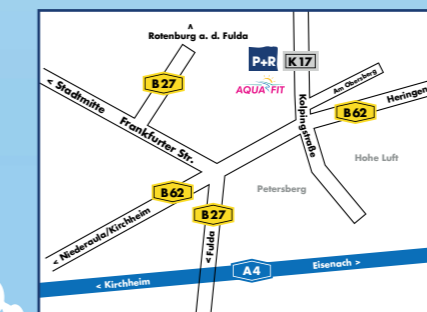 ∧
Rotenburg a. d. Fulda
P+R
K17
AQUA FIT
B27
Am Obersberg
< Stadtmitte
Frankfurter Str.
Heringen
B62
Kolpingstraße
Hohe Luft
Petersberg
B62
B27
< Niederaula/Kirchheim
< Fulda
A4
Eisenach >
< Kirchheim